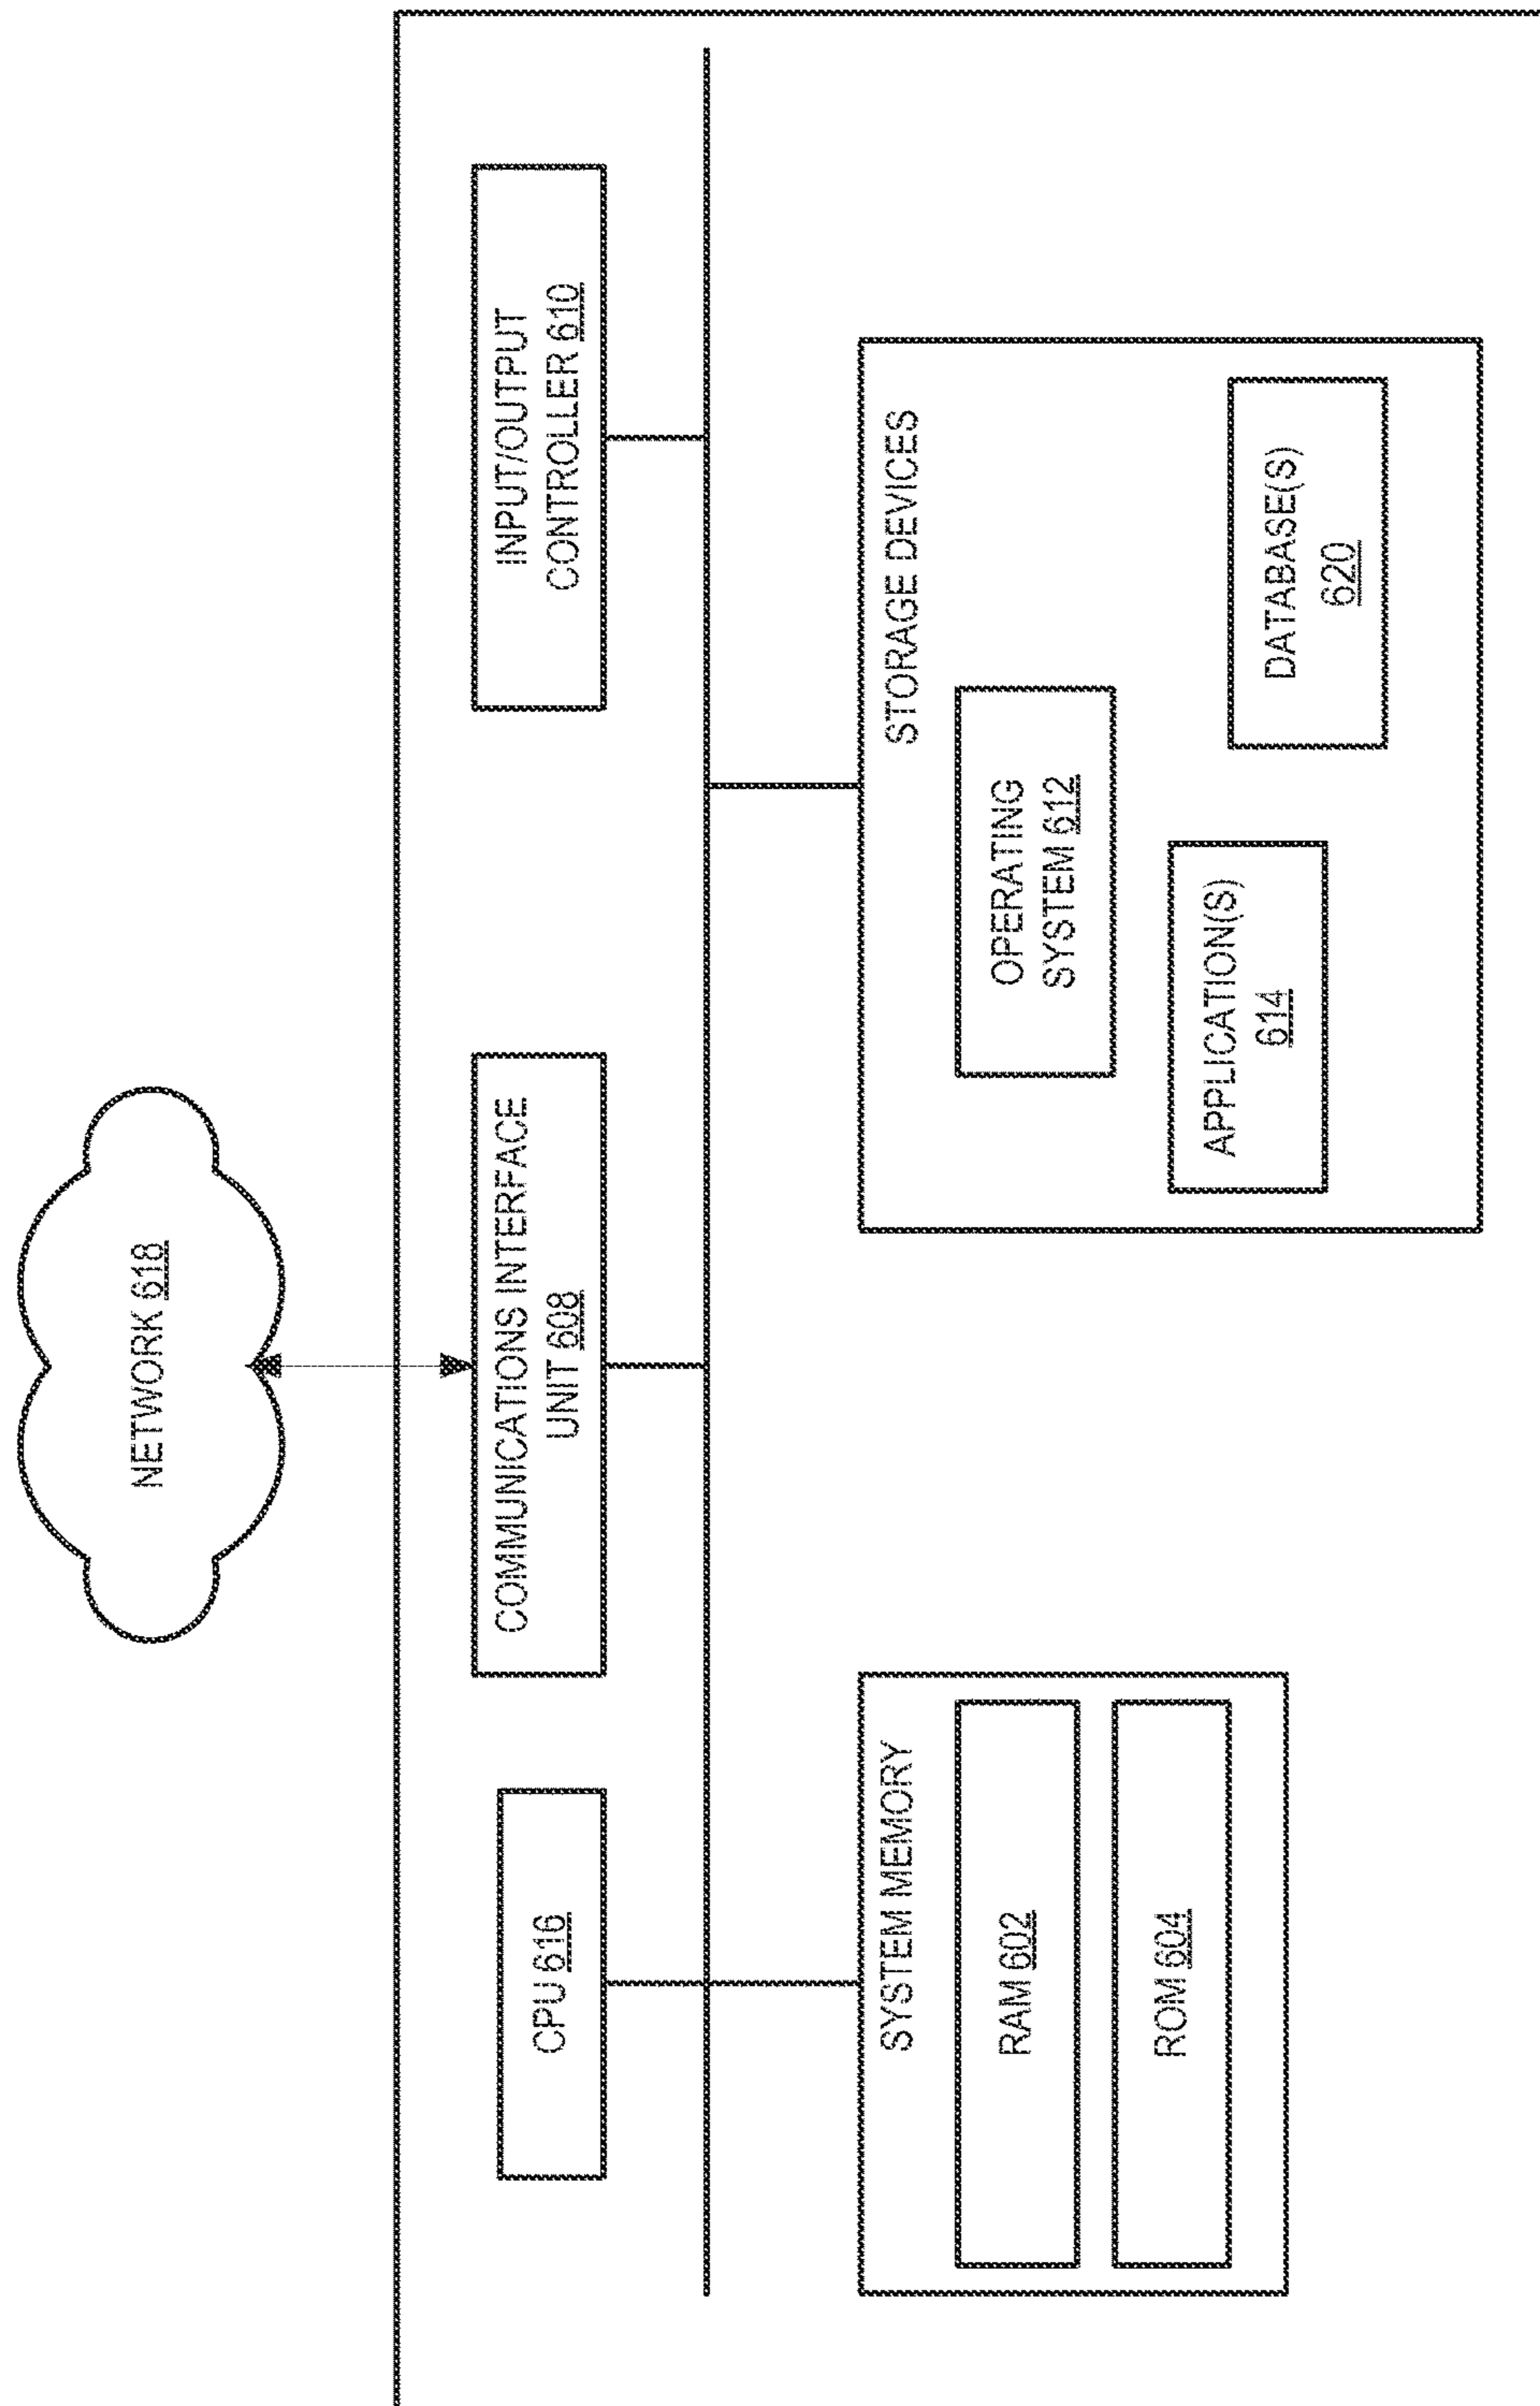 NETWORK 618
CPU 616
COMMUNICATIONS INTERFACE
UNIT 608
INPUT/OUTPUT
CONTROLLER 610
SYSTEM MEMORY
RAM 602
ROM 604
STORAGE DEVICES
OPERATING
SYSTEM 612
APPLICATION(S)
614
DATABASE(S)
620